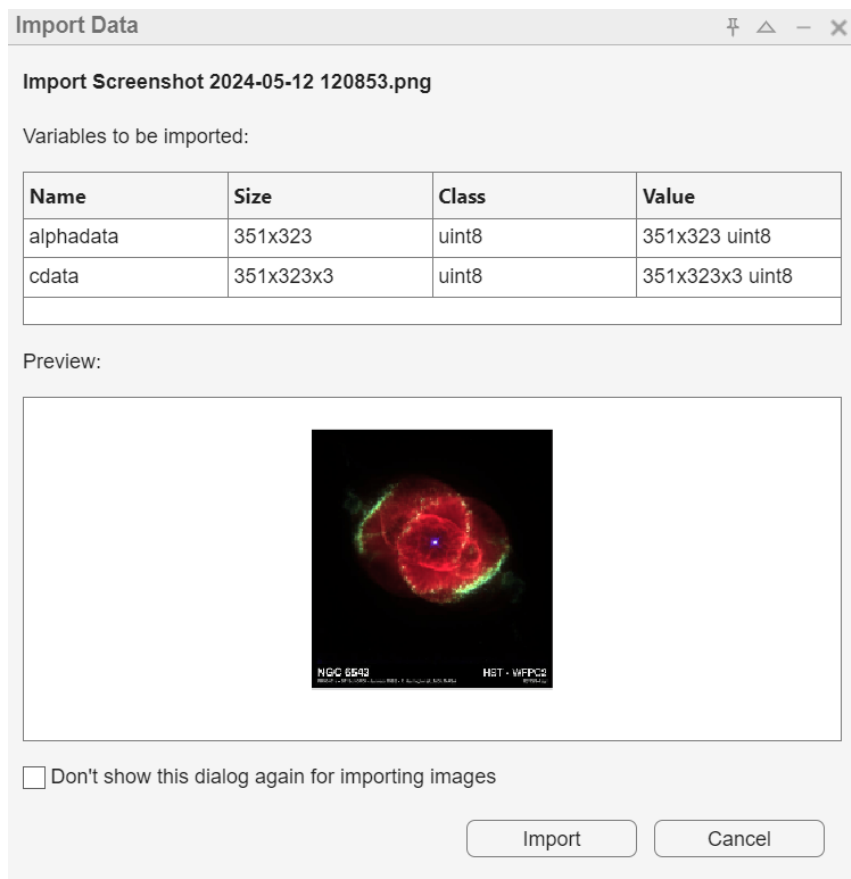 Import Data
Import Screenshot 2024-05-12 120853.png
Variables to be imported:
Name Size Class Value
alphadata 351x323 uint8 351x323 uint8
cdata 351x323x3 uint8 351x323x3 uint8
Preview:
NGC 6543 HST - WFPC2
Don't show this dialog again for importing images
Import Cancel